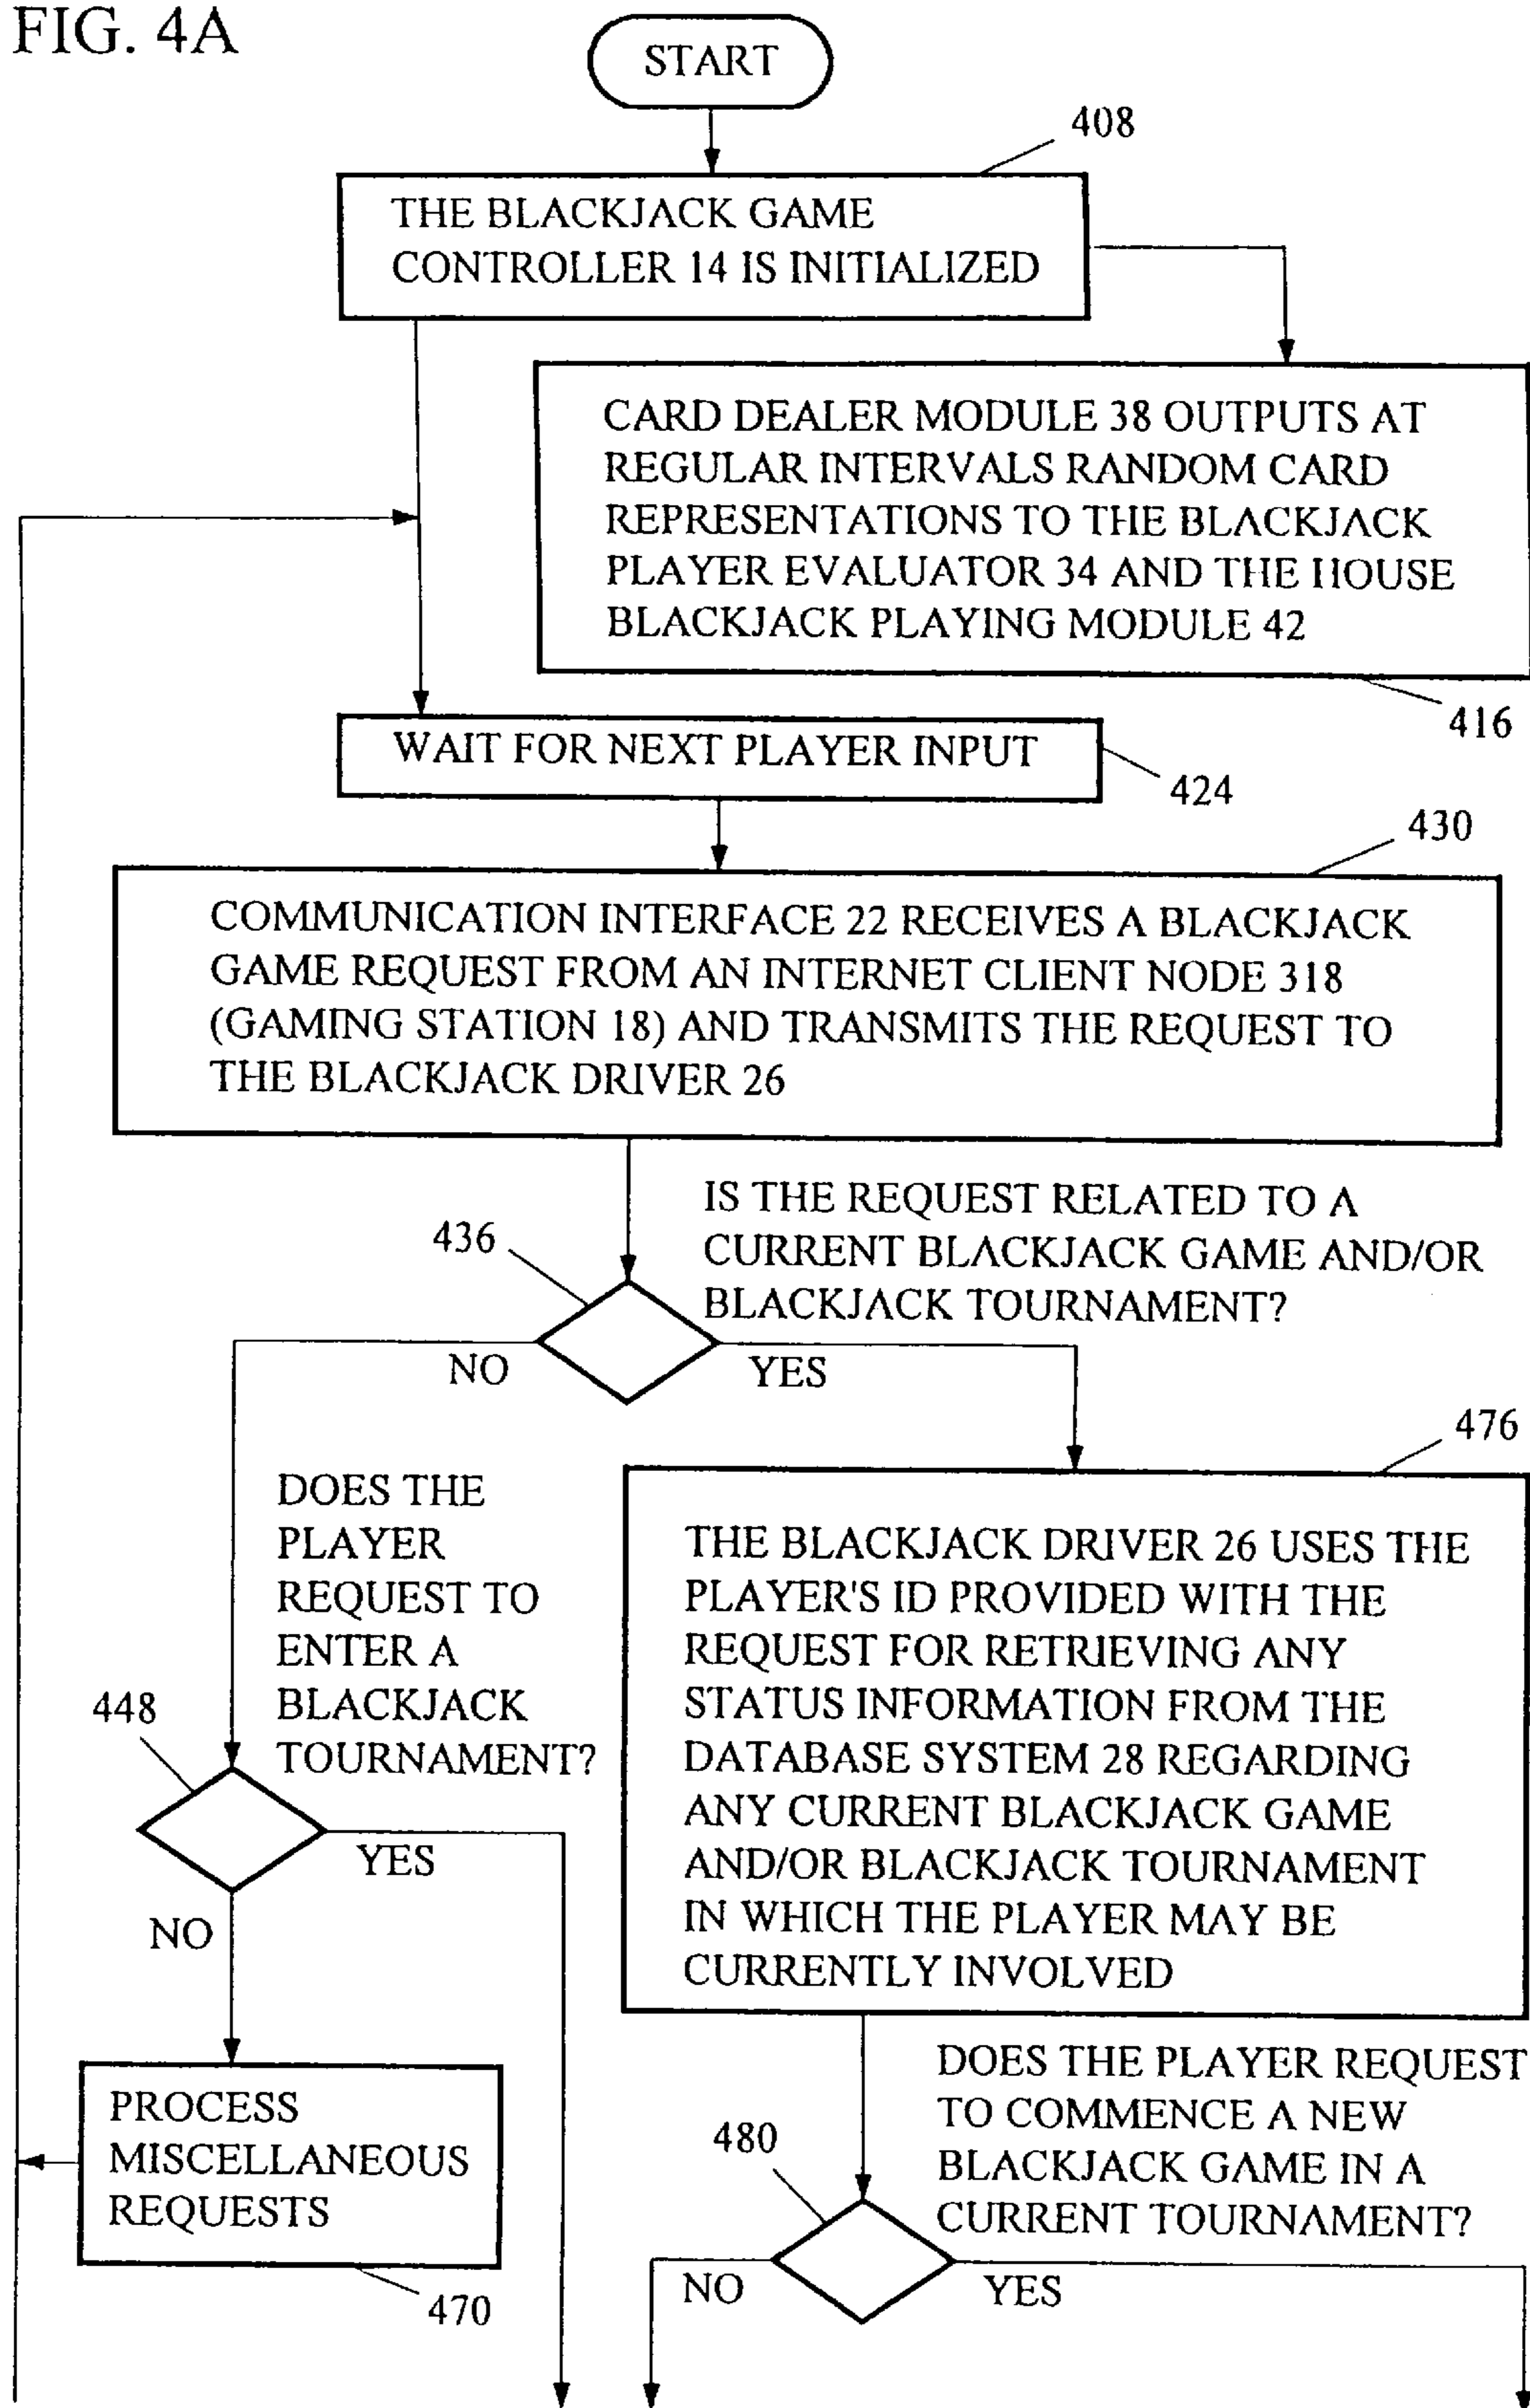 FIG. 4A
START
408
THE BLACKJACK GAME
CONTROLLER 14 IS INITIALIZED
CARD DEALER MODULE 38 OUTPUTS AT
REGULAR INTERVALS RANDOM CARD
REPRESENTATIONS TO THE BLACKJACK
PLAYER EVALUATOR 34 AND THE HOUSE
BLACKJACK PLAYING MODULE 42
416
WAIT FOR NEXT PLAYER INPUT
424
430
COMMUNICATION INTERFACE 22 RECEIVES A BLACKJACK
GAME REQUEST FROM AN INTERNET CLIENT NODE 318
(GAMING STATION 18) AND TRANSMITS THE REQUEST TO
THE BLACKJACK DRIVER 26
IS THE REQUEST RELATED TO A
CURRENT BLACKJACK GAME AND/OR
BLACKJACK TOURNAMENT?
436
NO
YES
476
DOES THE
PLAYER
REQUEST TO
ENTER A
BLACKJACK
TOURNAMENT?
448
YES
NO
THE BLACKJACK DRIVER 26 USES THE
PLAYER'S ID PROVIDED WITH THE
REQUEST FOR RETRIEVING ANY
STATUS INFORMATION FROM THE
DATABASE SYSTEM 28 REGARDING
ANY CURRENT BLACKJACK GAME
AND/OR BLACKJACK TOURNAMENT
IN WHICH THE PLAYER MAY BE
CURRENTLY INVOLVED
PROCESS
MISCELLANEOUS
REQUESTS
470
DOES THE PLAYER REQUEST
TO COMMENCE A NEW
BLACKJACK GAME IN A
CURRENT TOURNAMENT?
480
NO
YES